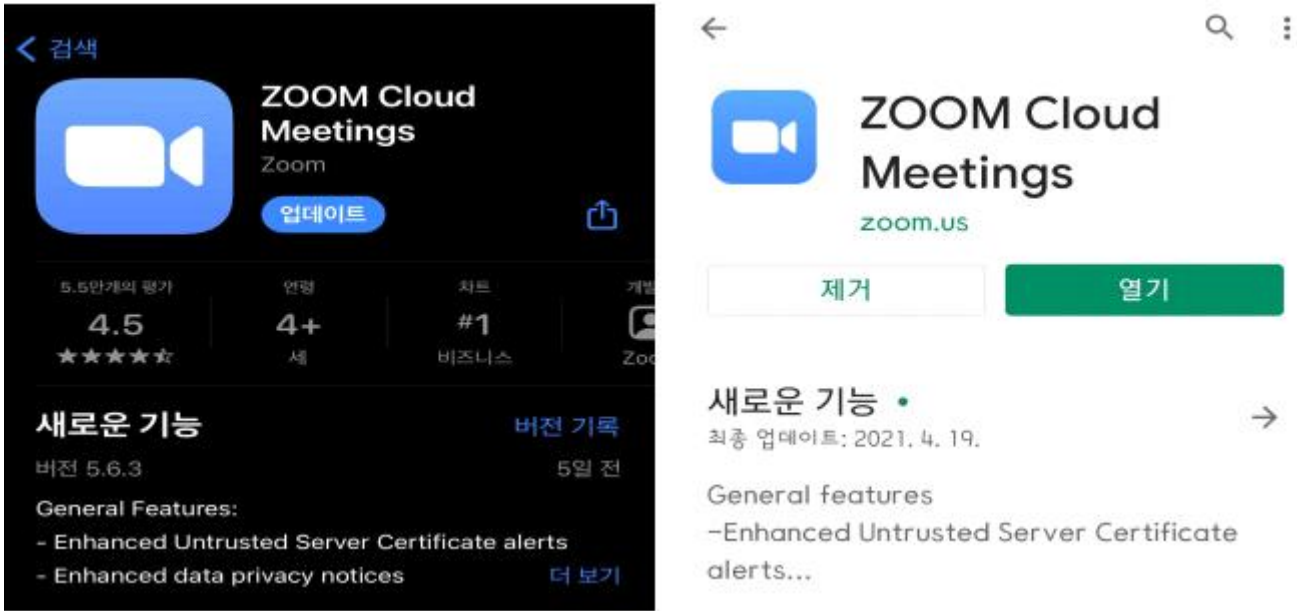 검색
ZOOM Cloud
Meetings
Zoom
업데이트
5.5만개의 평가
연령
차트
4.5
4+
#1
세
비즈니스
새로운 기능
버전 기록
버전 5.6.3
5일 전
General Features:
- Enhanced Untrusted Server Certificate alerts
- Enhanced data privacy notices
더 보기
ZOOM Cloud
Meetings
zoom.us
제거
열기
새로운 기능 •
최종 업데이트: 2021. 4. 19.
General features
-Enhanced Untrusted Server Certificate
alerts...